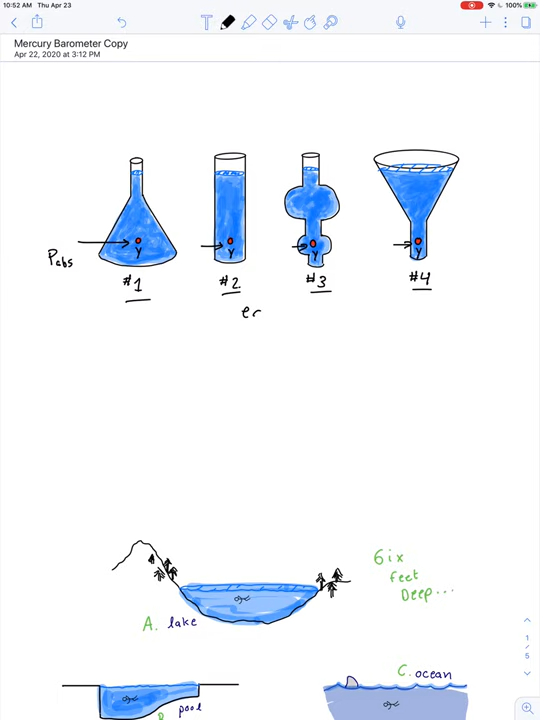 10:52 AM Thu Apr 23
100%
Mercury Barometer Copy
Apr 22, 2020 at 3:12 PM
Pabs
Y Y Y Y
#1 #2 #3 #4
er
6ix
feet
Deep...
A. lake
C. ocean
B. pool
1
/
5